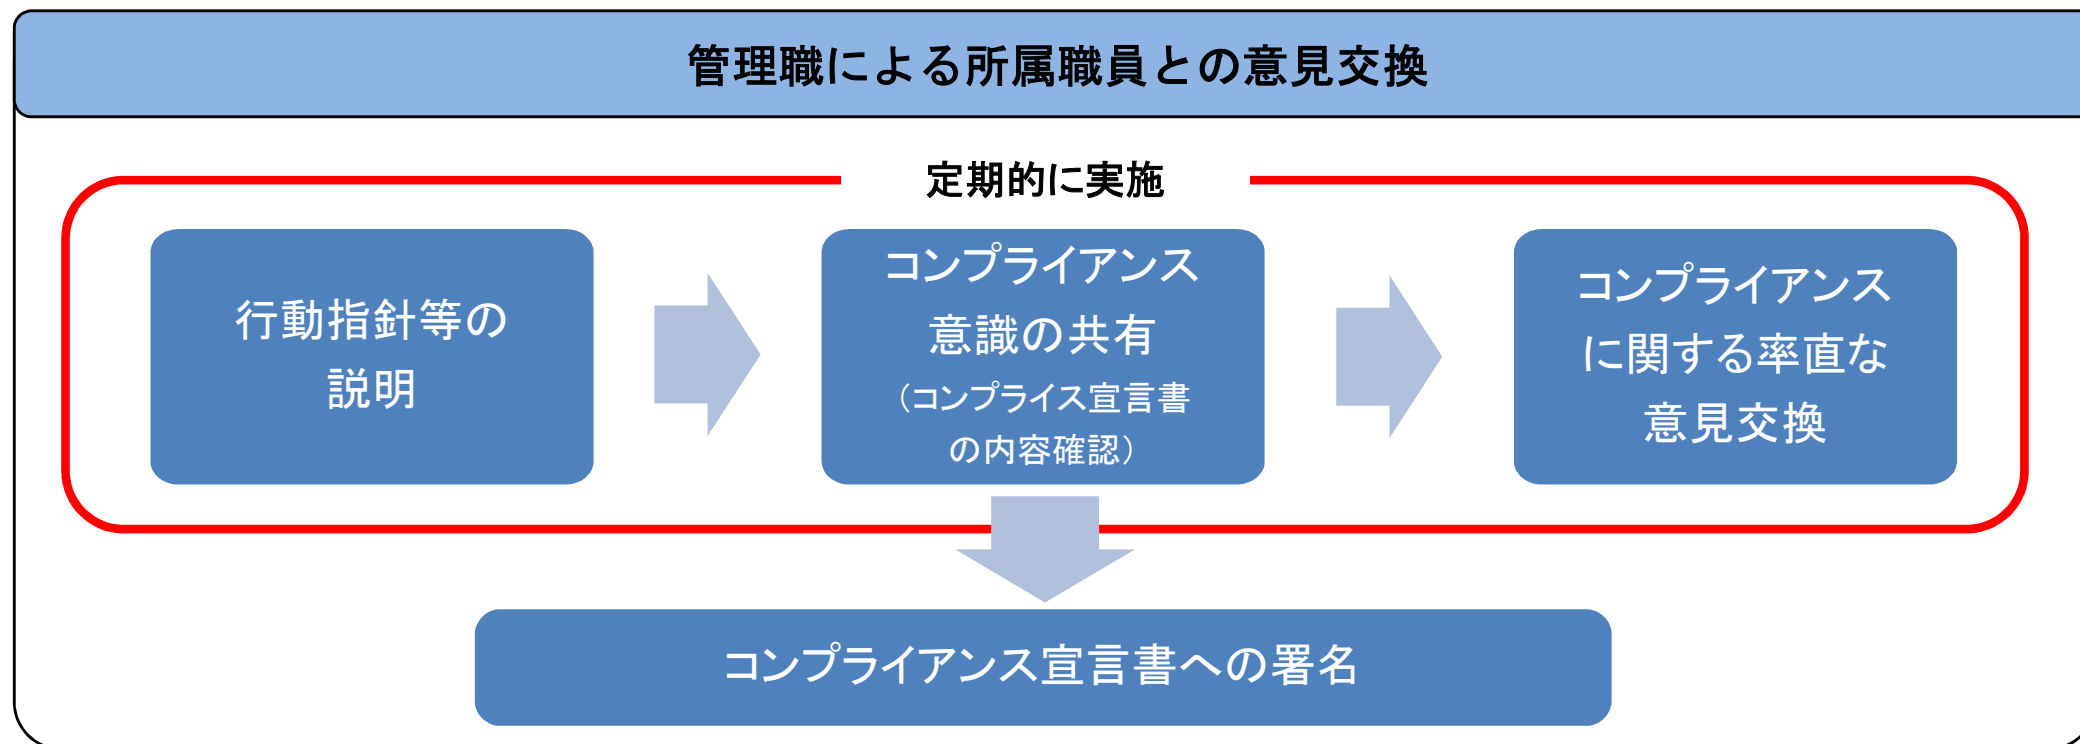 管理職による所属職員との意見交換
定期的に実施
行動指針等の
説明
コンプライアンス
意識の共有
（コンプライス宣言書
の内容確認）
コンプライアンス
に関する率直な
意見交換
コンプライアンス宣言書への署名